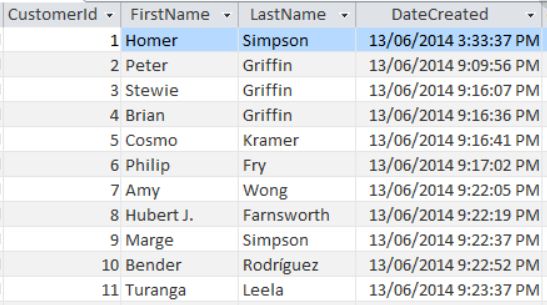 CustomerId FirstName LastName DateCreated
1 Homer Simpson 13/06/2014 3:33:37 PM
2 Peter Griffin 13/06/2014 9:09:56 PM
3 Stewie Griffin 13/06/2014 9:16:07 PM
4 Brian Griffin 13/06/2014 9:16:36 PM
5 Cosmo Kramer 13/06/2014 9:16:41 PM
6 Philip Fry 13/06/2014 9:17:02 PM
7 Amy Wong 13/06/2014 9:22:05 PM
8 Hubert J. Farnsworth 13/06/2014 9:22:19 PM
9 Marge Simpson 13/06/2014 9:22:37 PM
10 Bender Rodríguez 13/06/2014 9:22:52 PM
11 Turanga Leela 13/06/2014 9:23:37 PM